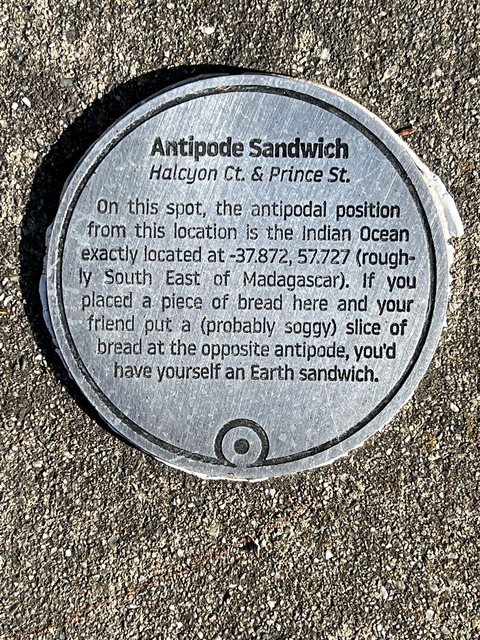 Antipode Sandwich
Halcyon Ct. & Prince St.
On this spot, the antipodal position
from this location is the Indian Ocean
exactly located at -37.872, 57.727 (rough-
ly South East of Madagascar). If you
placed a piece of bread here and your
friend put a (probably soggy) slice of
bread at the opposite antipode, you'd
have yourself an Earth sandwich.